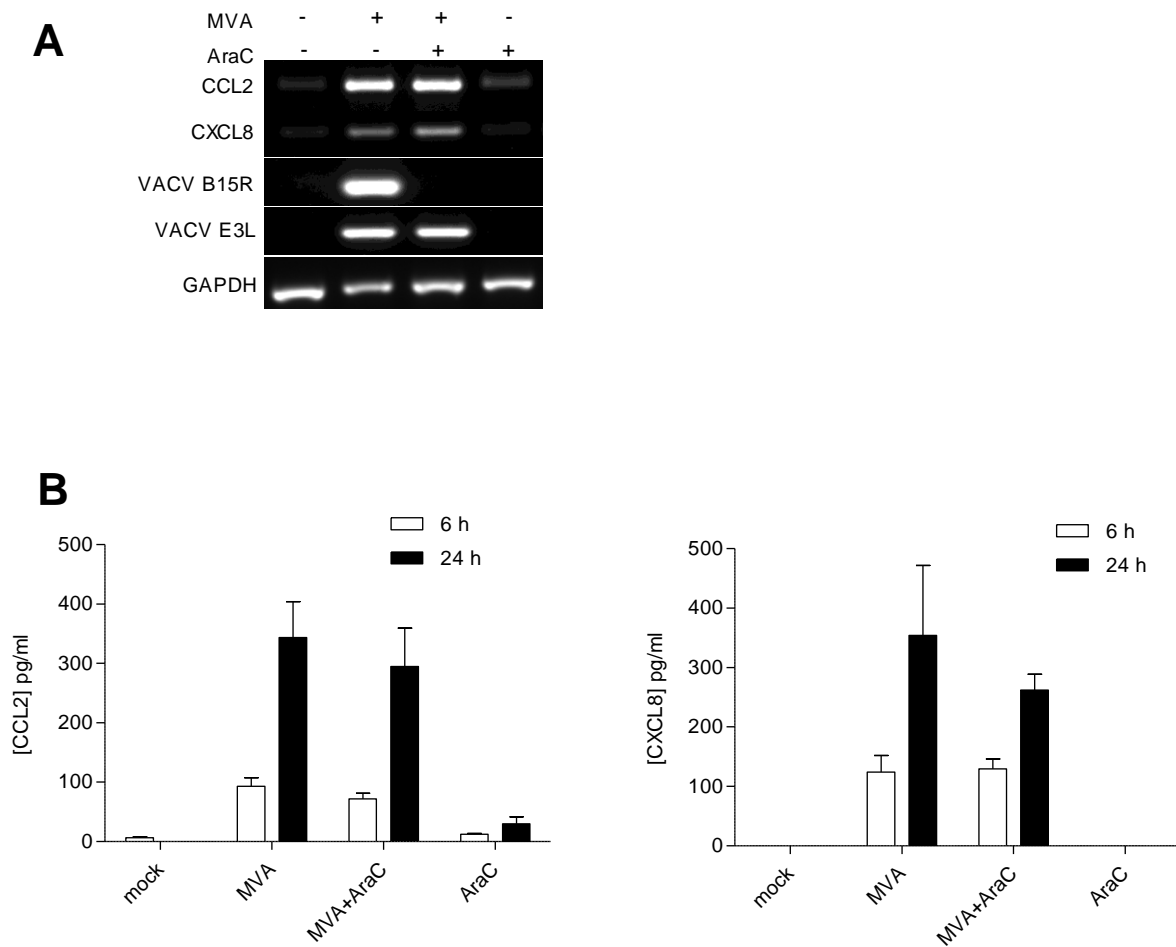 A
MVA - + + -
AraC - - + +
CCL2
CXCL8
VACV B15R
VACV E3L
GAPDH
B
6 h
24 h
500
400
300
200
100
0
[CCL2] pg/ml
mock
MVA
MVA+AraC
AraC
6 h
24 h
500
400
300
200
100
0
[CXCL8] pg/ml
mock
MVA
MVA+AraC
AraC